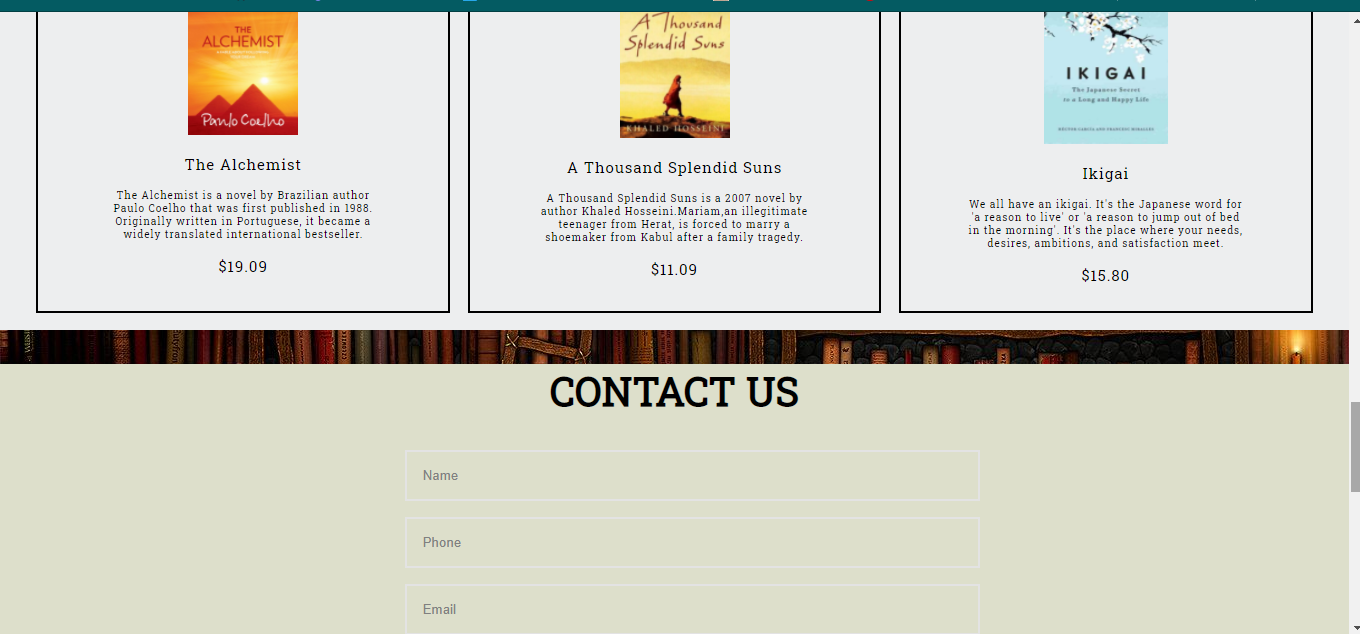 THE
ALCHEMIST
Paulo Coelho
The Alchemist
The Alchemist is a novel by Brazilian author
Paulo Coelho that was first published in 1988.
Originally written in Portuguese, it became a
widely translated international bestseller.
$19.09
A Thousand
Splendid Suns
KHALED HOSSEINI
A Thousand Splendid Suns
A Thousand Splendid Suns is a 2007 novel by
author Khaled Hosseini.Mariam,an illegitimate
teenager from Herat, is forced to marry a
shoemaker from Kabul after a family tragedy.
$11.09
IKIGAI
The Japanese Secret
to a Long and Happy Life
HÉCTOR GARCÍA AND FRANCESC MIRALLES
Ikigai
We all have an ikigai. It's the Japanese word for
'a reason to live' or 'a reason to jump out of bed
in the morning'. It's the place where your needs,
desires, ambitions, and satisfaction meet.
$15.80
CONTACT US
Name
Phone
Email